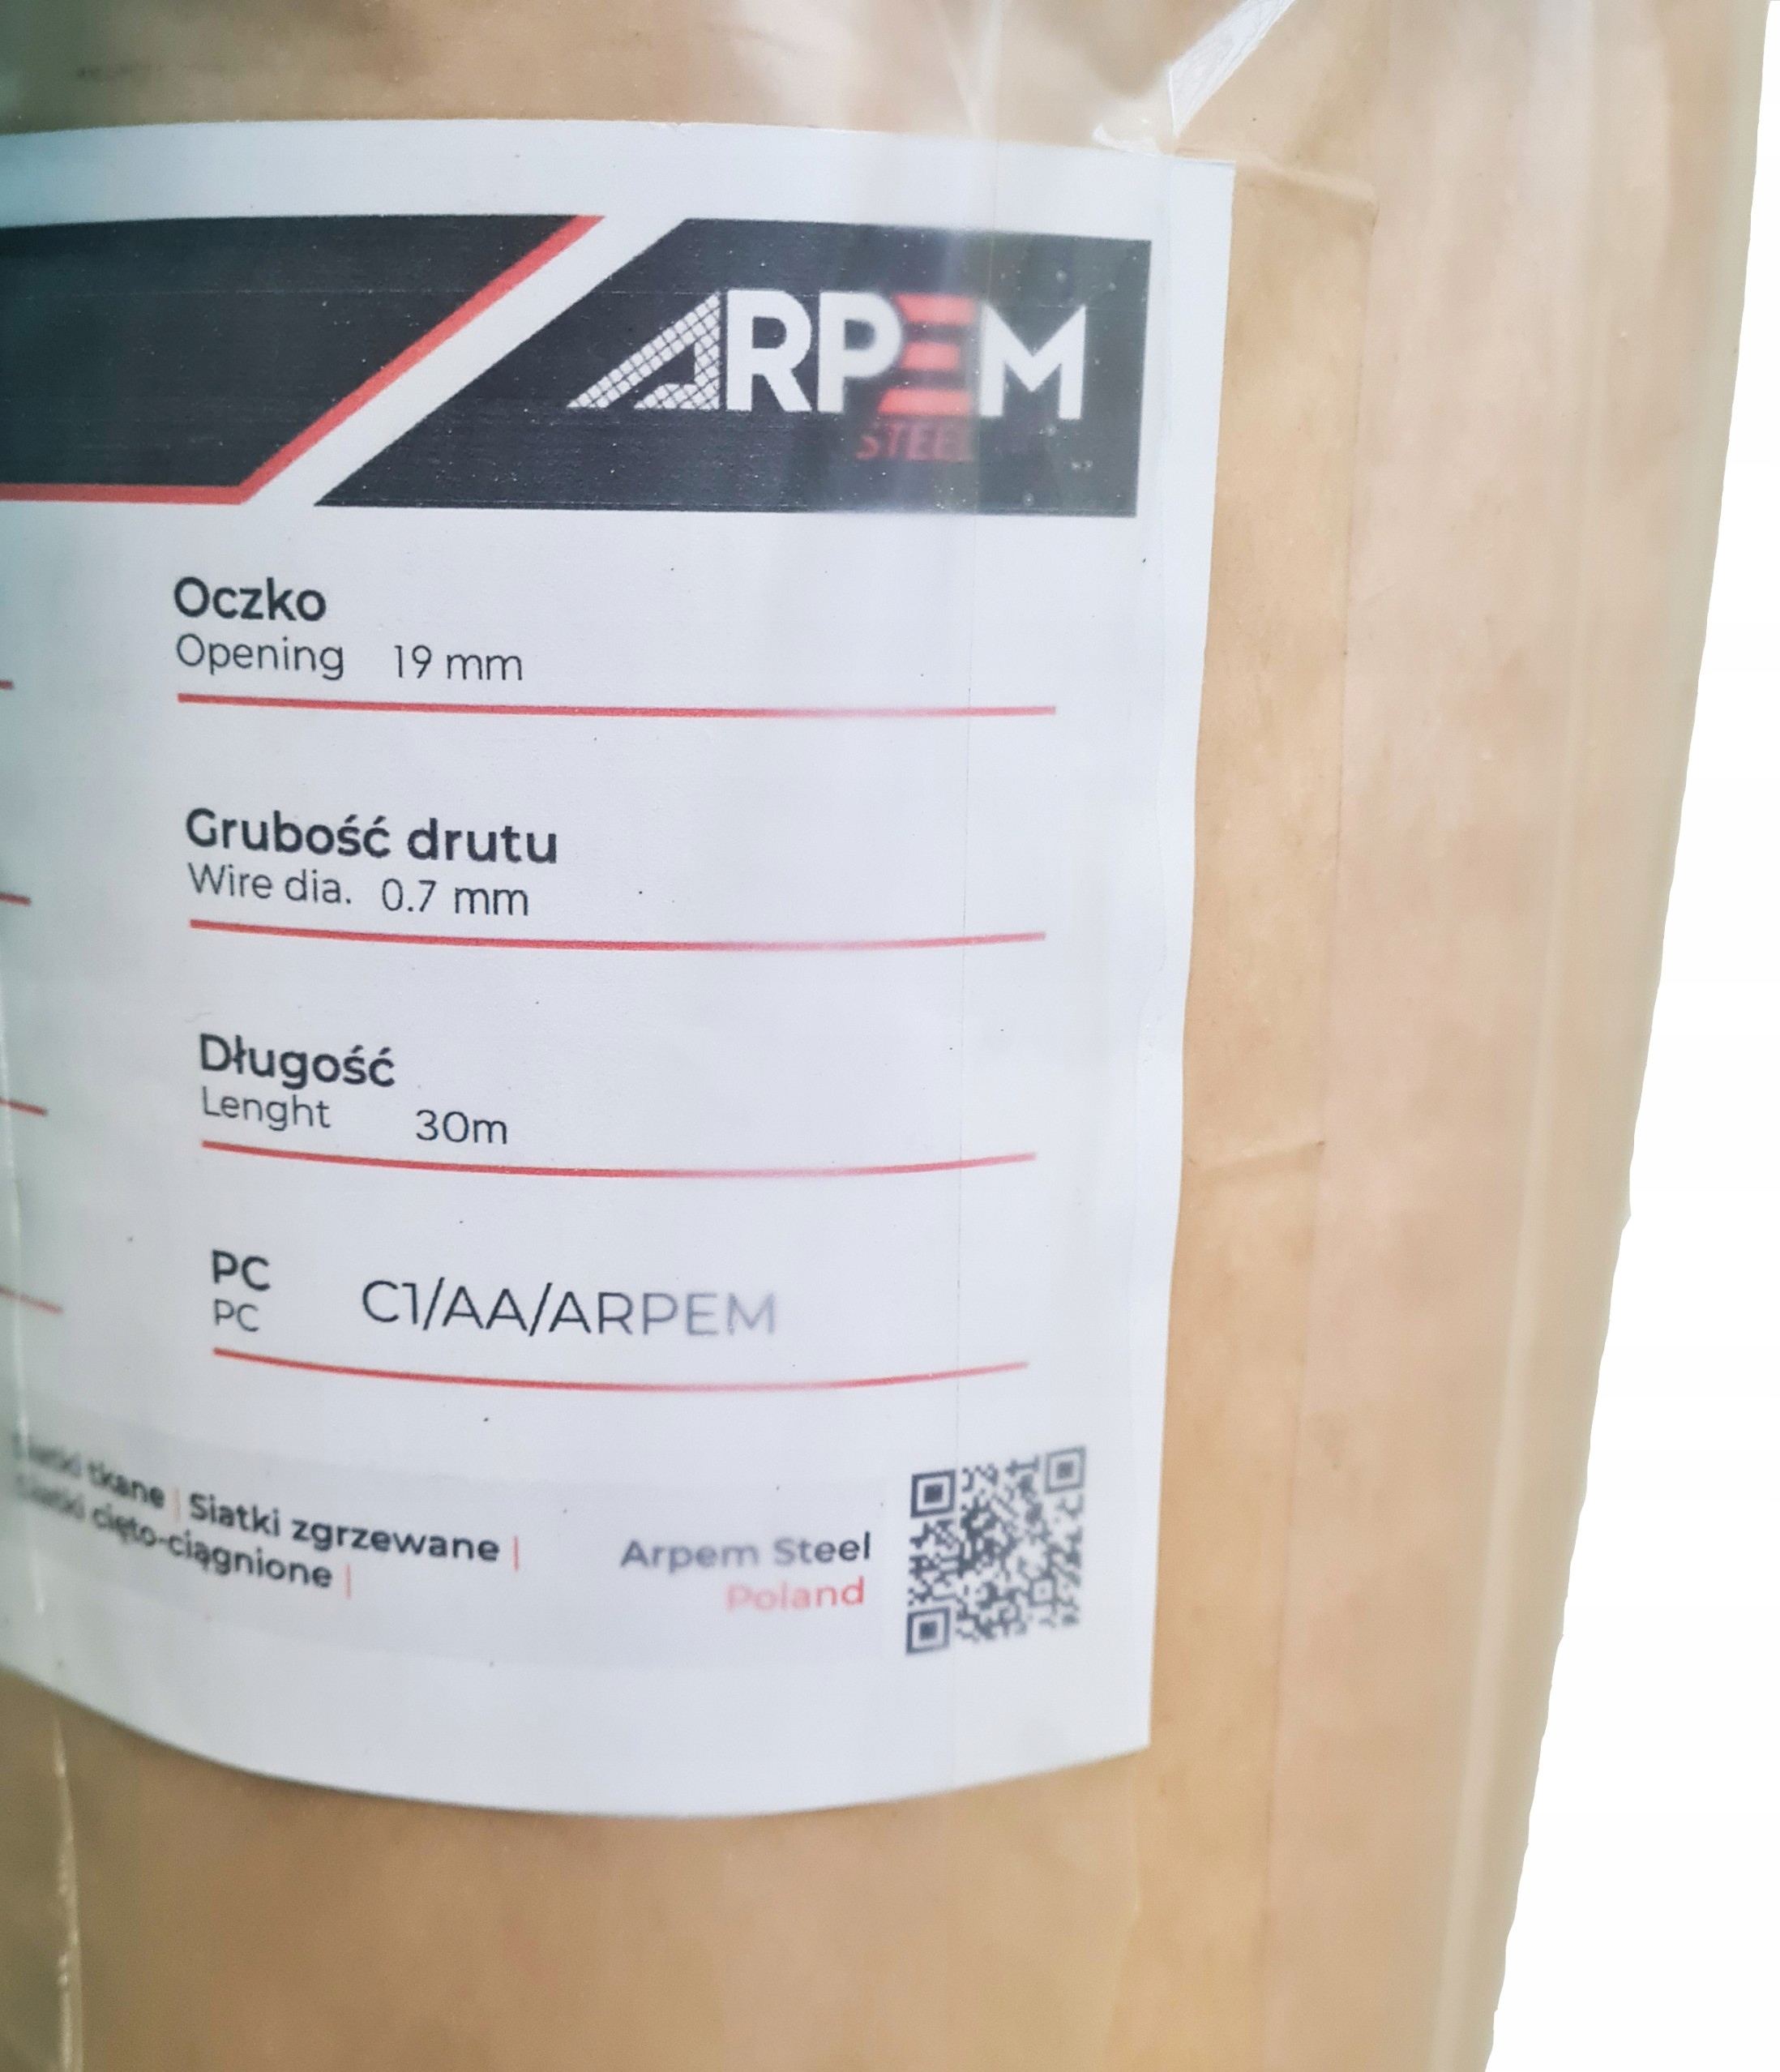 ARPEM
STEEL
Oczko
Opening 19 mm
Grubość drutu
Wire dia. 0.7 mm
Długość
Lenght 30m
PC
PC C1/AA/ARPEM
tkane | Siatki zgrzewane |
cięto-ciągnione |
Arpem Steel
Poland